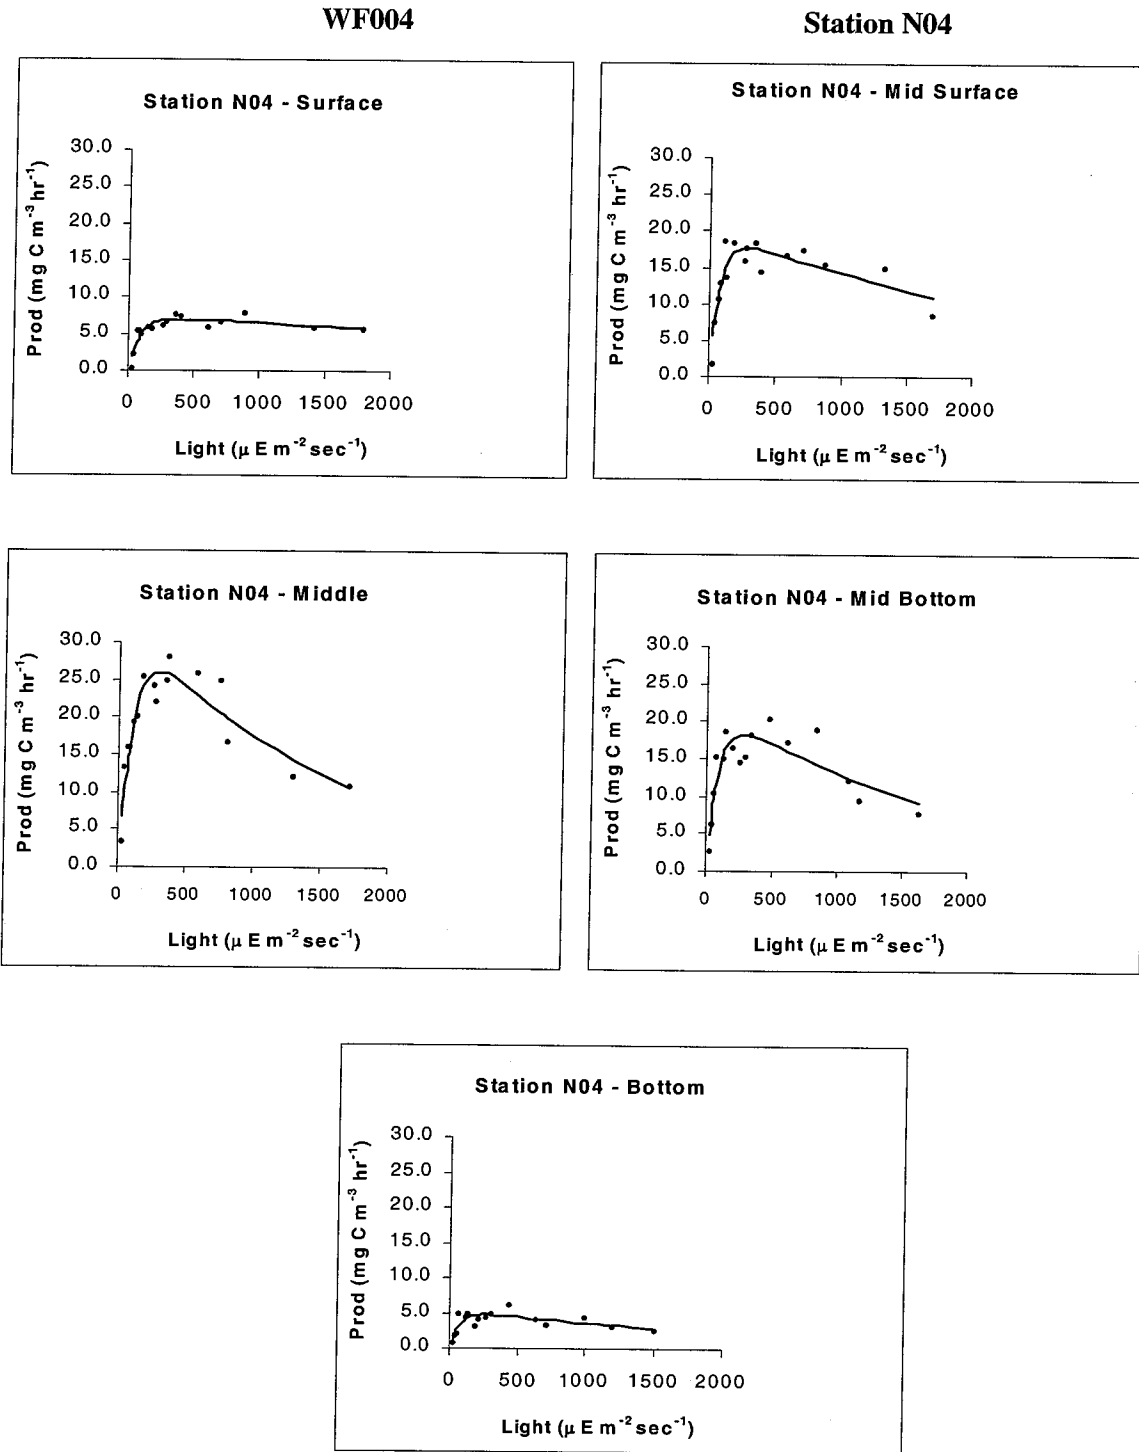 WF004
Station N04
Station N04 - Surface
Prod (mg C m-3 hr-1)
30.0
25.0
20.0
15.0
10.0
5.0
0.0
0 500 1000 1500 2000
Light (µ E m-2 sec-1)
Station N04 - Mid Surface
Prod (mg C m-3 hr-1)
30.0
25.0
20.0
15.0
10.0
5.0
0.0
0 500 1000 1500 2000
Light (µ E m-2 sec-1)
Station N04 - Middle
Prod (mg C m-3 hr-1)
30.0
25.0
20.0
15.0
10.0
5.0
0.0
0 500 1000 1500 2000
Light (µ E m-2 sec-1)
Station N04 - Mid Bottom
Prod (mg C m-3 hr-1)
30.0
25.0
20.0
15.0
10.0
5.0
0.0
0 500 1000 1500 2000
Light (µ E m-2 sec-1)
Station N04 - Bottom
Prod (mg C m-3 hr-1)
30.0
25.0
20.0
15.0
10.0
5.0
0.0
0 500 1000 1500 2000
Light (µ E m-2 sec-1)